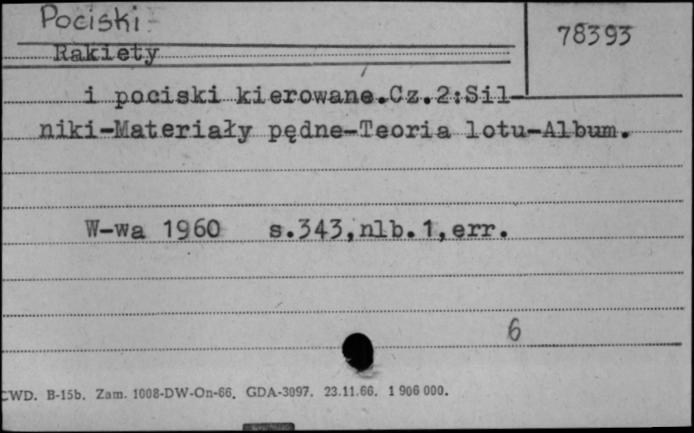 Pociski
78393
Rakiety
i pociski kierowane.Cz.2:Sil-
niki-Materiały pędne-Teoria lotu-Album.
W-wa 1960 s.343,nlb.1,err.
6
CWD. B-15b. Zam. 1008-DW-On-66. GDA-3097. 23.11.66. 1 906 000.